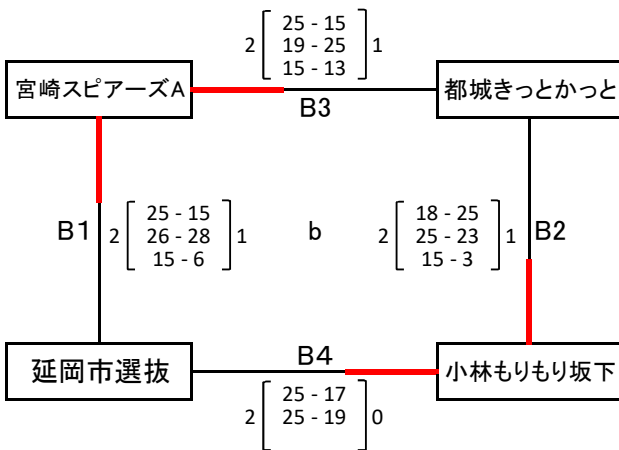 25 - 15
2 19 - 25 1
15 - 13
宮崎スピアーズA
都城きっとかっと
B3
B1
25 - 15
2 26 - 28 1
15 - 6
b
18 - 25
2 25 - 23 1
15 - 3
B2
延岡市選抜
B4
小林もりもり坂下
25 - 17
2 25 - 19 0